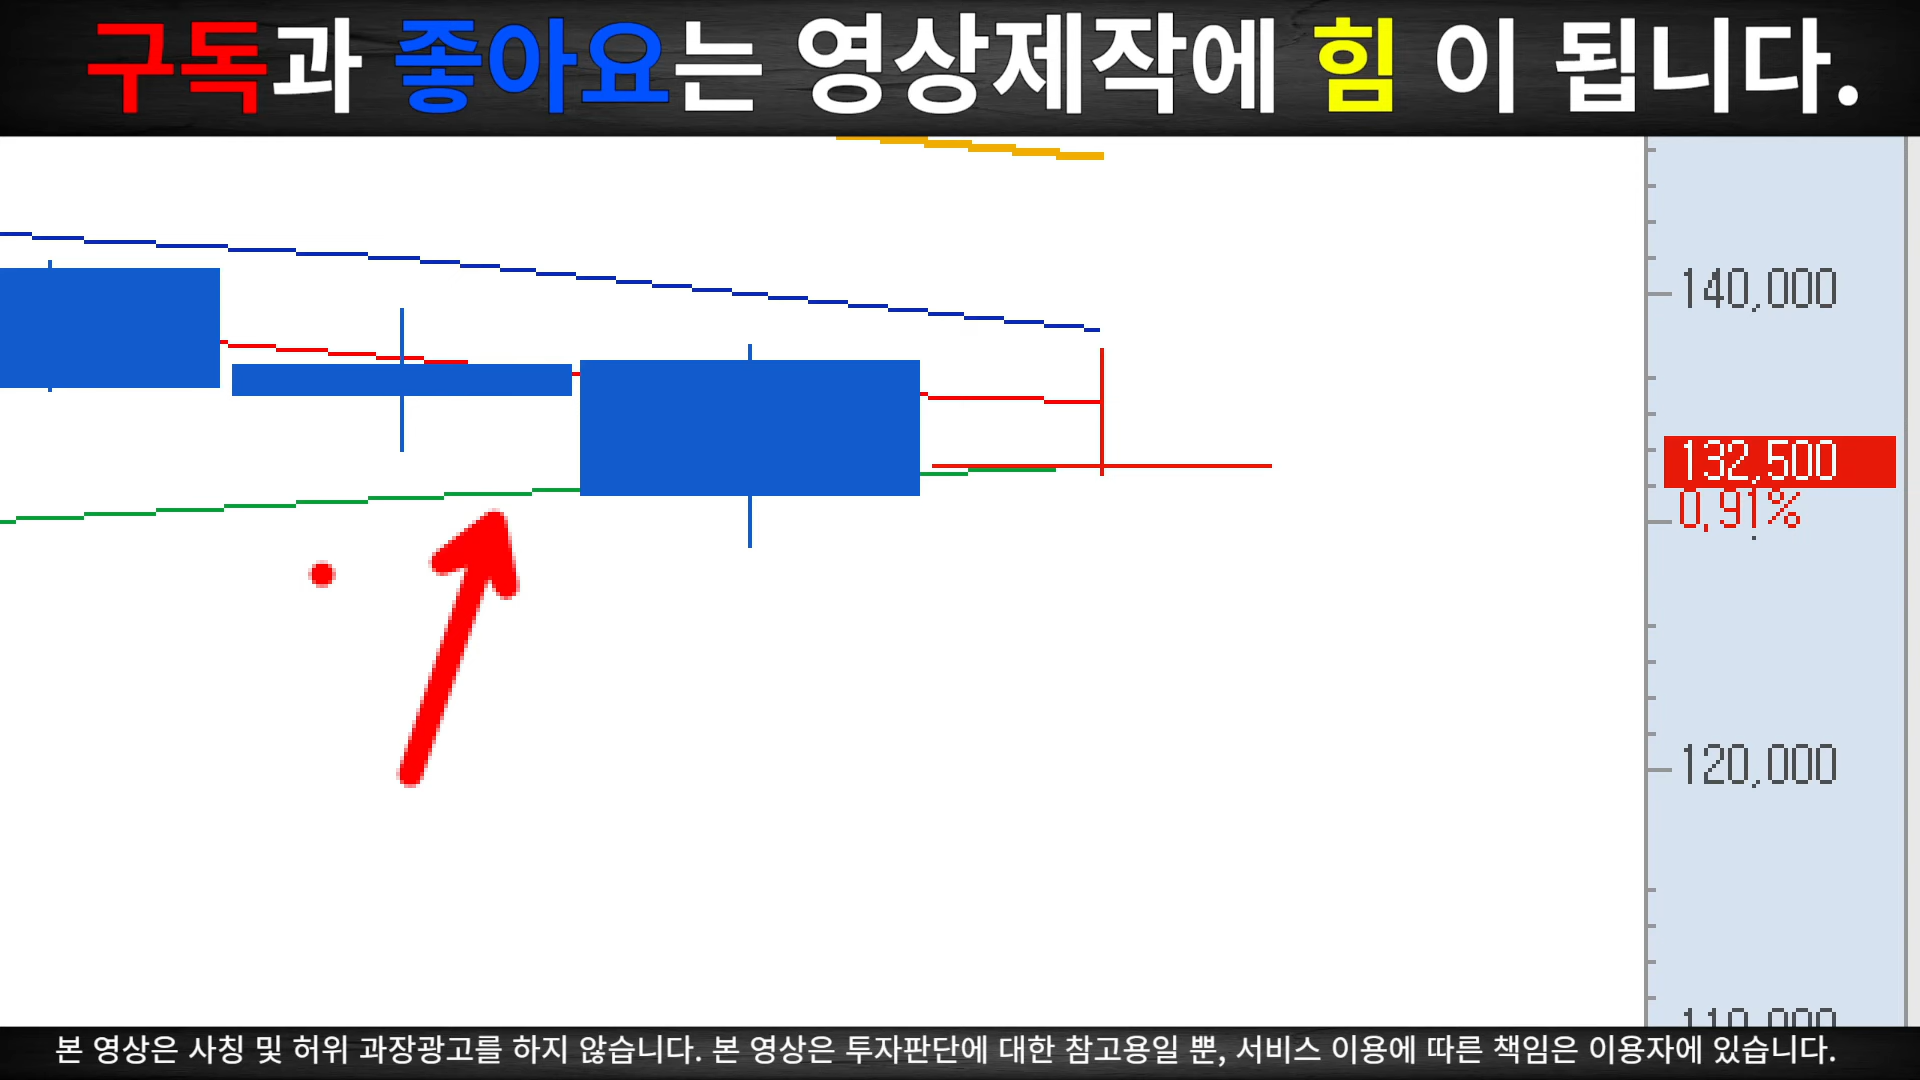 구독과 좋아요는 영상제작에 힘 이 됩니다.
140,000
132,500
0.91%
120,000
110,000
본 영상은 사칭 및 허위 과장광고를 하지 않습니다. 본 영상은 투자판단에 대한 참고용일 뿐, 서비스 이용에 따른 책임은 이용자에 있습니다.